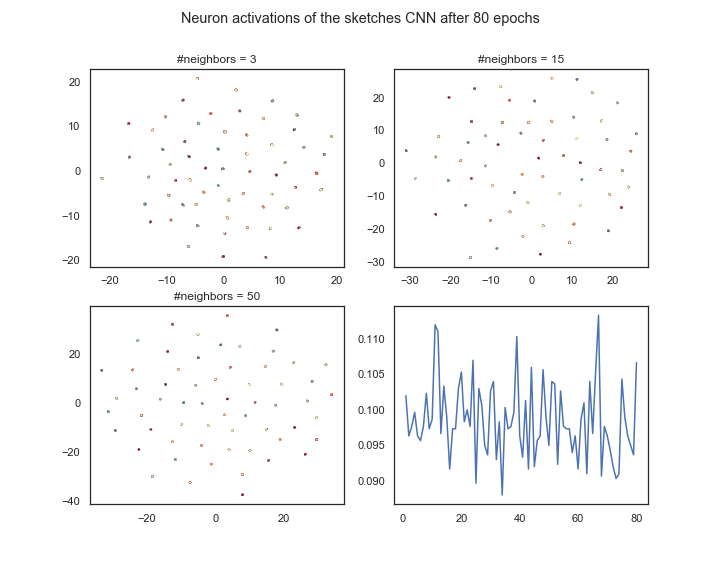 Neuron activations of the sketches CNN after 80 epochs
#neighbors = 3
20
10
0
−10
−20
−20 −10 0 10 20
#neighbors = 15
20
10
0
−10
−20
−30
−30 −20 −10 0 10 20
#neighbors = 50
20
0
−20
−40
−20 0 20
0.110
0.105
0.100
0.095
0.090
0 20 40 60 80